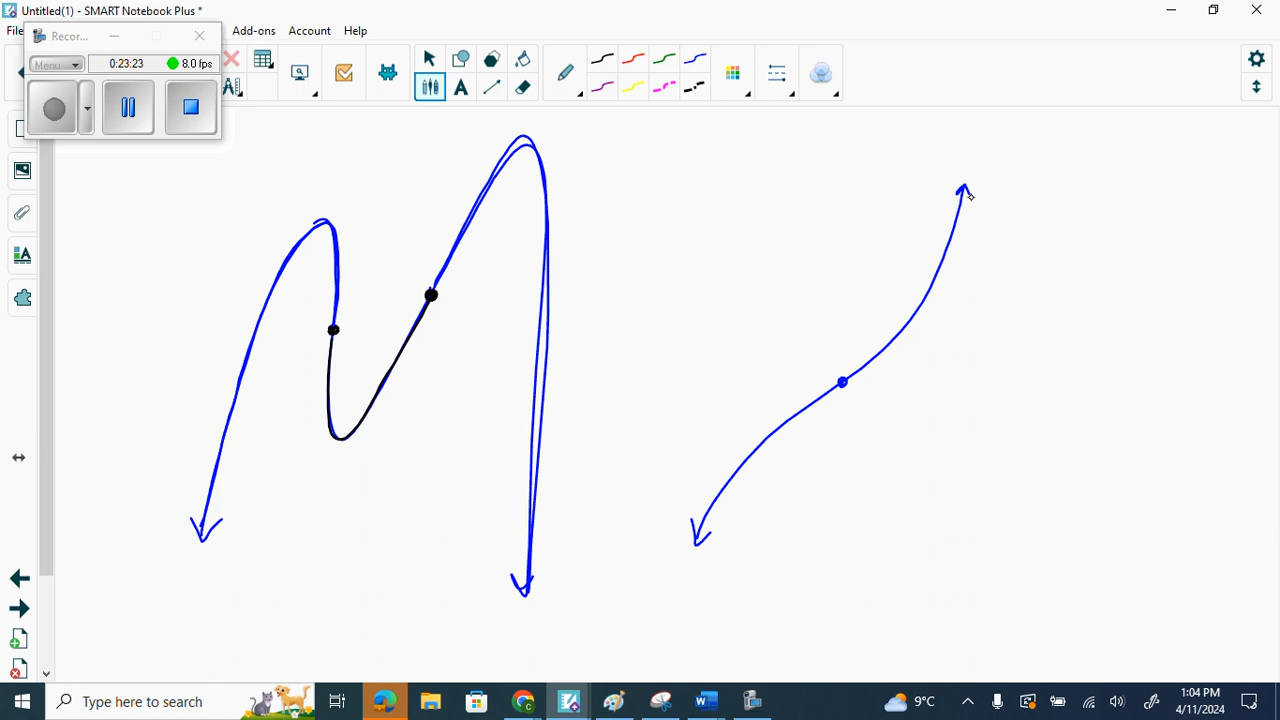 Untitled(1) - SMART Notebook Plus *
File
Add-ons
Account
Help
Recor...
Menu
0:23:23
8.0 fps
A
A
Type here to search
9°C
1:04 PM
4/11/2024